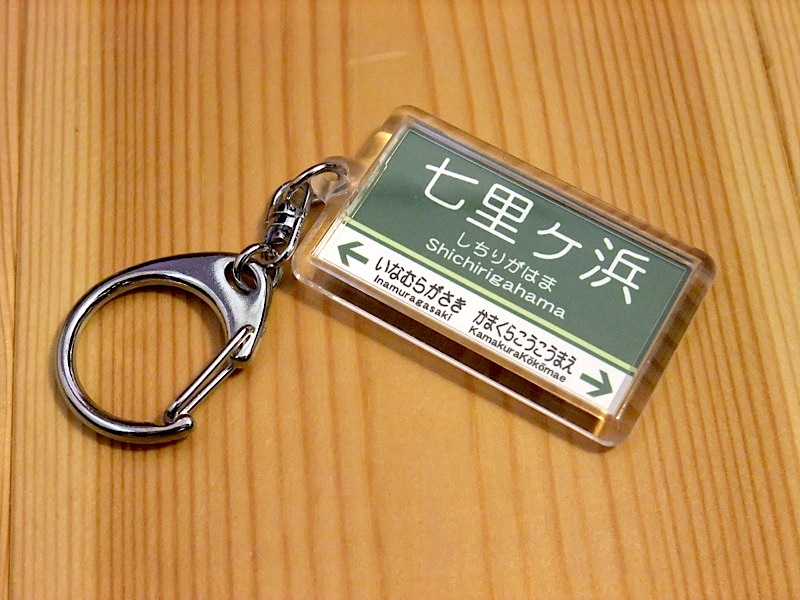 七里ヶ浜
しちりがはま
Shichirigahama
← いなむらがさき かまくらこうこうまえ →
Inamuragasaki KamakuraKōkōmae